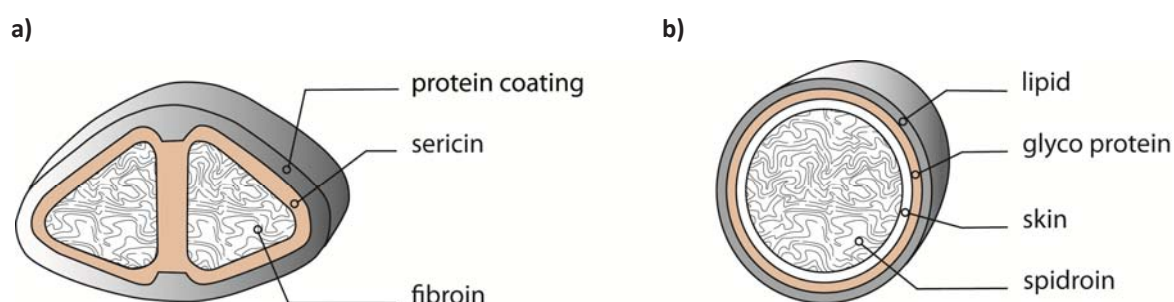 a)
protein coating
sericin
fibroin
b)
lipid
glyco protein
skin
spidroin